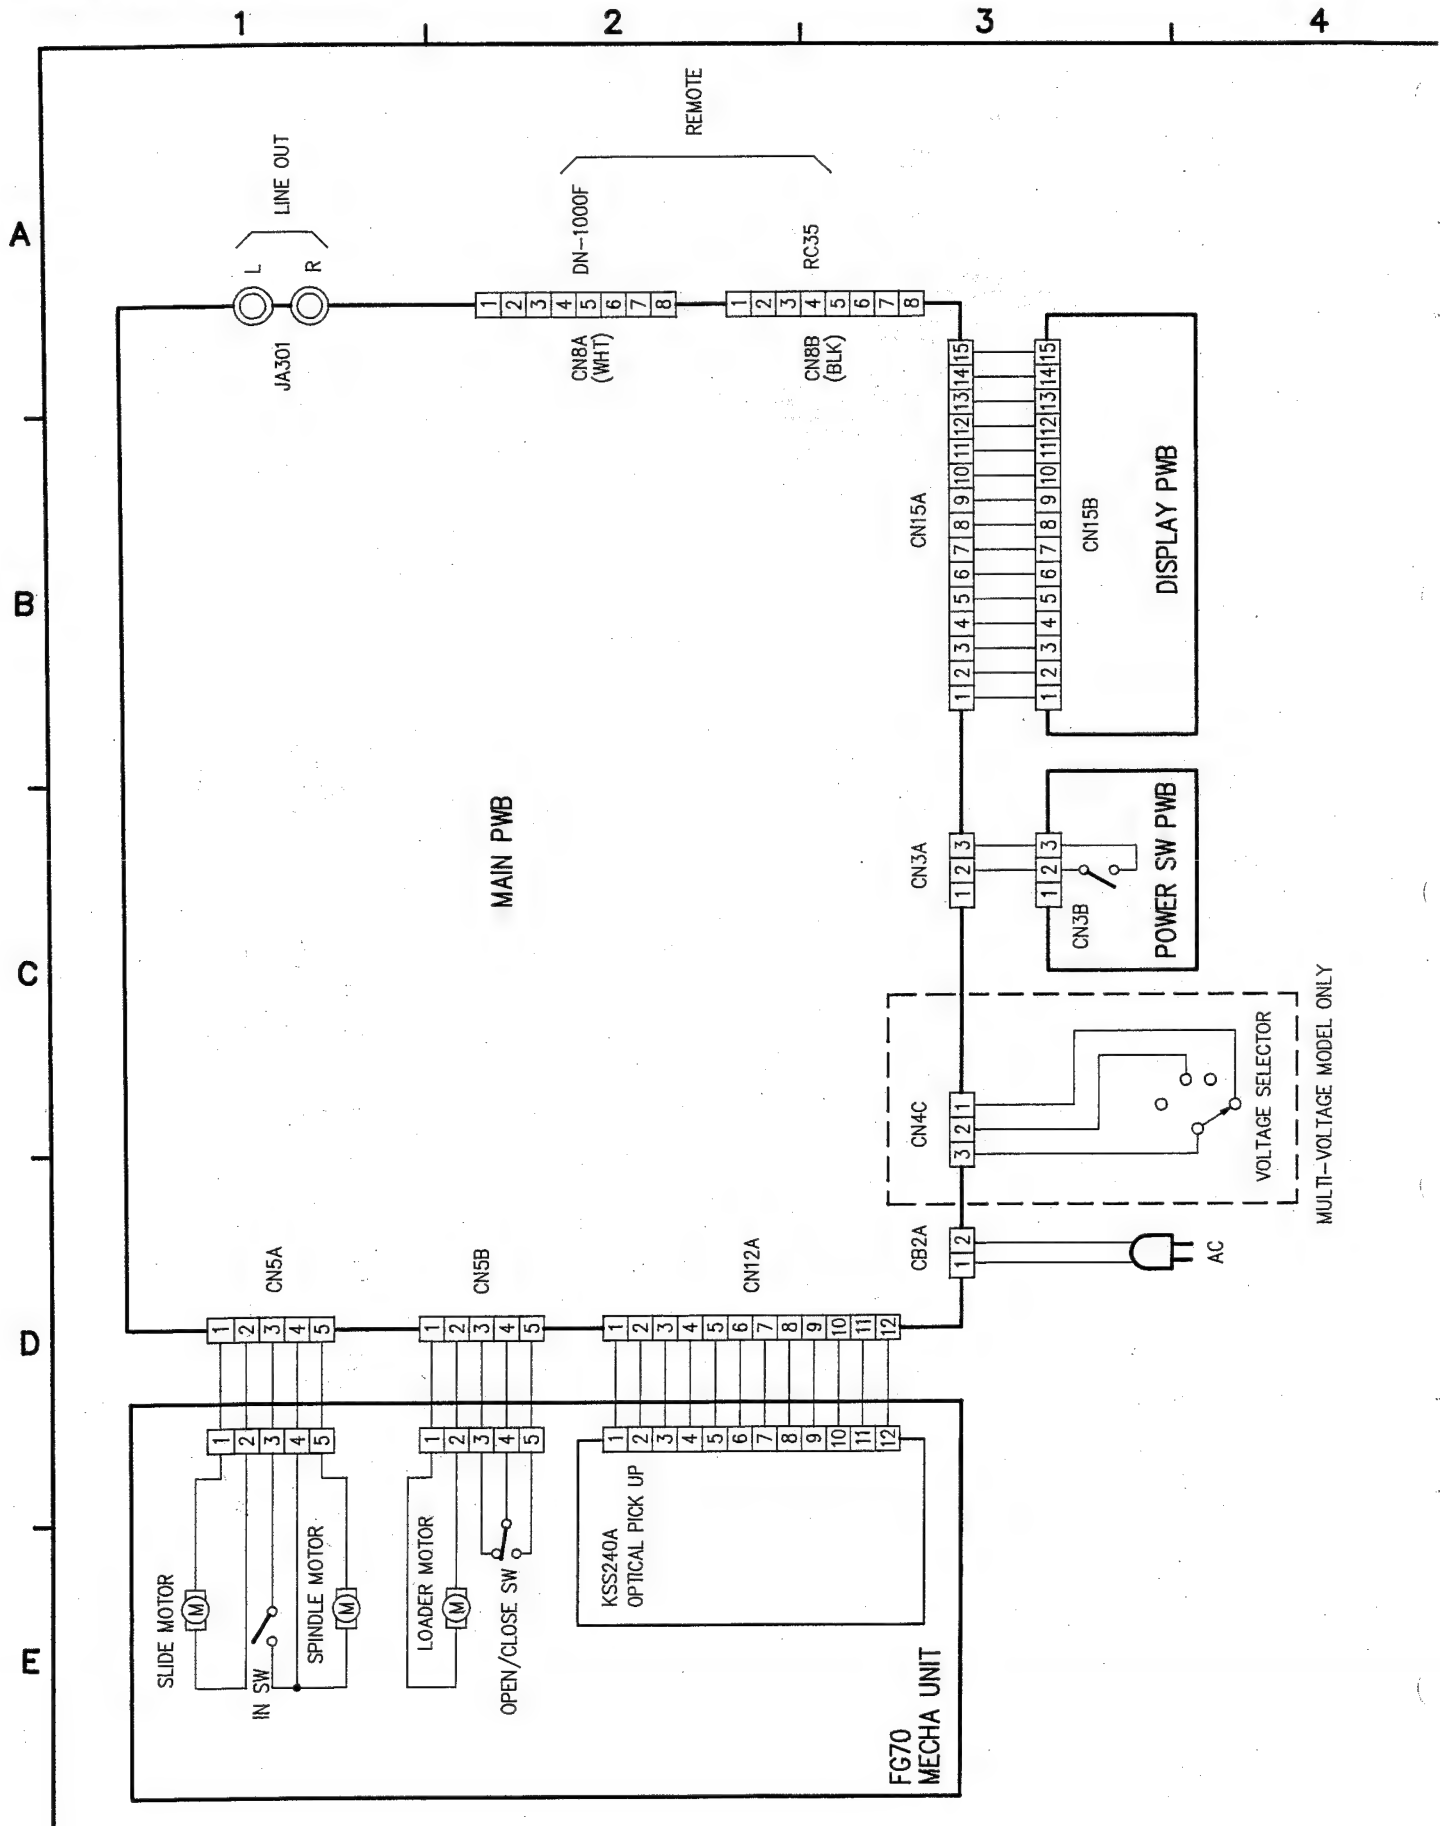 1 2 3 4
A
B
C
D
E
LINE OUT
L
R
JA301
REMOTE
DN-1000F
1 2 3 4 5 6 7 8
CN8A
(WHT)
RC35
1 2 3 4 5 6 7 8
CN8B
(BLK)
MAIN PWB
CN15A
1 2 3 4 5 6 7 8 9 10 11 12 13 14 15
1 2 3 4 5 6 7 8 9 10 11 12 13 14 15
CN15B
DISPLAY PWB
CN3A
1 2 3
1 2 3
CN3B
POWER SW PWB
CN4C
3 2 1
VOLTAGE SELECTOR
MULTI-VOLTAGE MODEL ONLY
CB2A
1 2
AC
CN5A
1 2 3 4 5
1 2 3 4 5
SLIDE MOTOR
M
IN SW
SPINDLE MOTOR
M
CN5B
1 2 3 4 5
1 2 3 4 5
LOADER MOTOR
M
OPEN/CLOSE SW
CN12A
1 2 3 4 5 6 7 8 9 10 11 12
1 2 3 4 5 6 7 8 9 10 11 12
KSS240A
OPTICAL PICK UP
FG70
MECHA UNIT